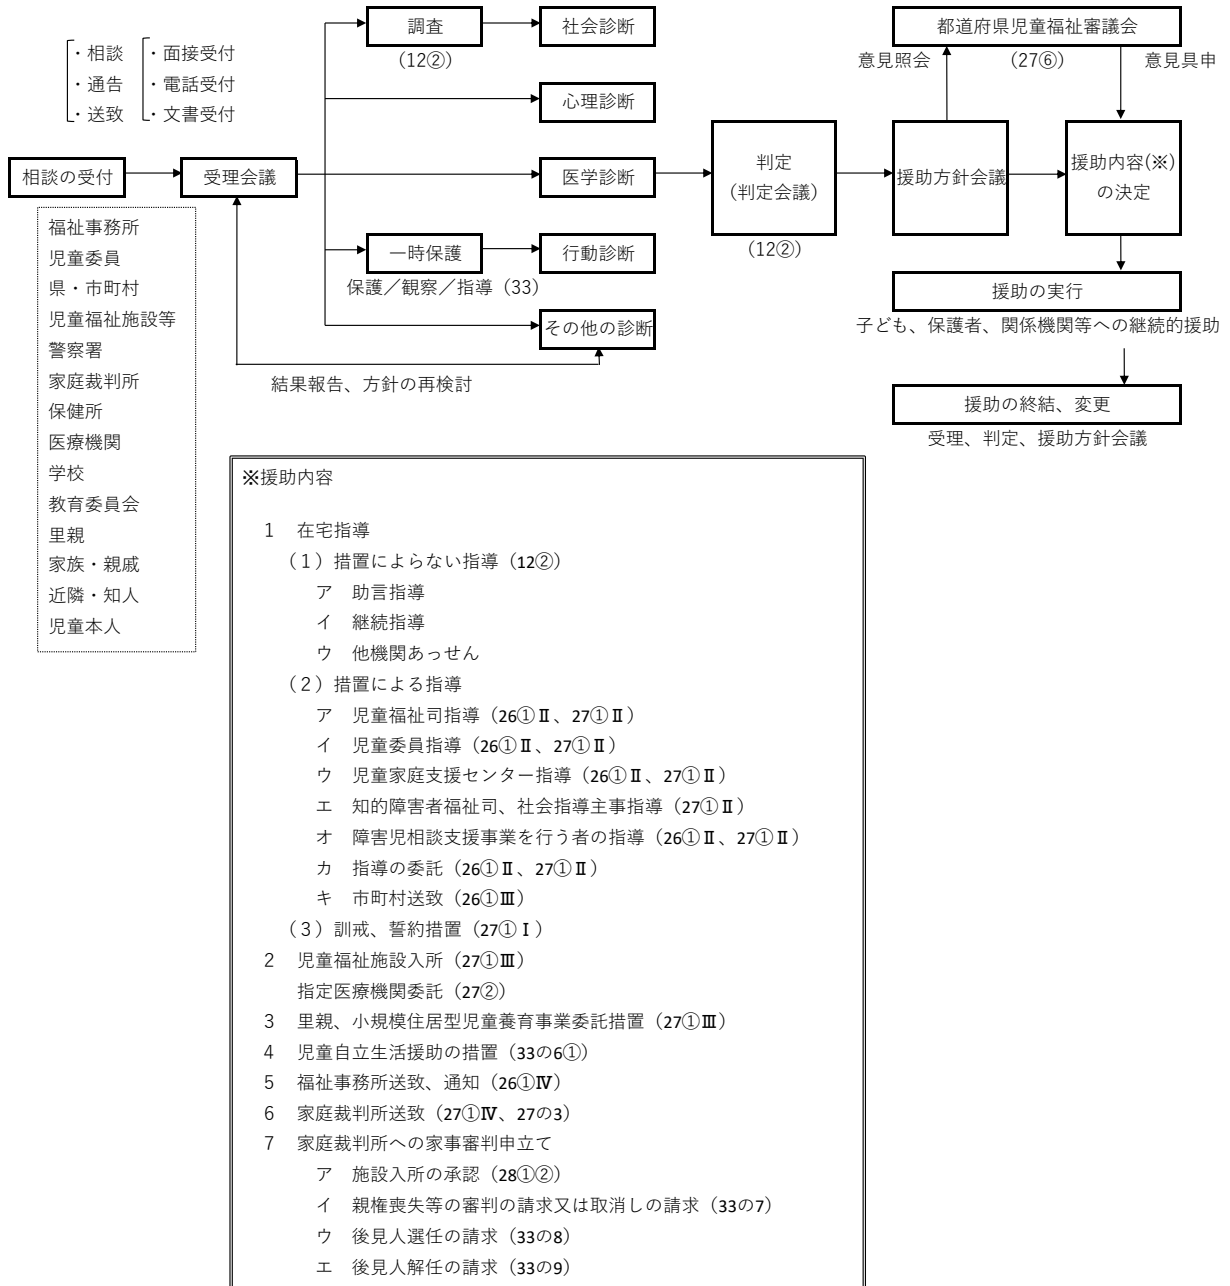 ・相談 ・面接受付
・通告 ・電話受付
・送致 ・文書受付
相談の受付
受理会議
調査
(12②)
社会診断
心理診断
医学診断
一時保護
保護／観察／指導（33）
行動診断
その他の診断
結果報告、方針の再検討
判定
(判定会議)
(12②)
都道府県児童福祉審議会
意見照会 (27⑥) 意見具申
援助方針会議
援助内容(※)
の決定
援助の実行
子ども、保護者、関係機関等への継続的援助
援助の終結、変更
受理、判定、援助方針会議
福祉事務所
児童委員
県・市町村
児童福祉施設等
警察署
家庭裁判所
保健所
医療機関
学校
教育委員会
里親
家族・親戚
近隣・知人
児童本人
※援助内容
1 在宅指導
（1）措置によらない指導（12②）
ア 助言指導
イ 継続指導
ウ 他機関あっせん
（2）措置による指導
ア 児童福祉司指導（26①Ⅱ、27①Ⅱ）
イ 児童委員指導（26①Ⅱ、27①Ⅱ）
ウ 児童家庭支援センター指導（26①Ⅱ、27①Ⅱ）
エ 知的障害者福祉司、社会指導主事指導（27①Ⅱ）
オ 障害児相談支援事業を行う者の指導（26①Ⅱ、27①Ⅱ）
カ 指導の委託（26①Ⅱ、27①Ⅱ）
キ 市町村送致（26①Ⅲ）
（3）訓戒、誓約措置（27①Ⅰ）
2 児童福祉施設入所（27①Ⅲ）
指定医療機関委託（27②）
3 里親、小規模住居型児童養育事業委託措置（27①Ⅲ）
4 児童自立生活援助の措置（33の6①）
5 福祉事務所送致、通知（26①Ⅳ）
6 家庭裁判所送致（27①Ⅳ、27の3）
7 家庭裁判所への家事審判申立て
ア 施設入所の承認（28①②）
イ 親権喪失等の審判の請求又は取消しの請求（33の7）
ウ 後見人選任の請求（33の8）
エ 後見人解任の請求（33の9）